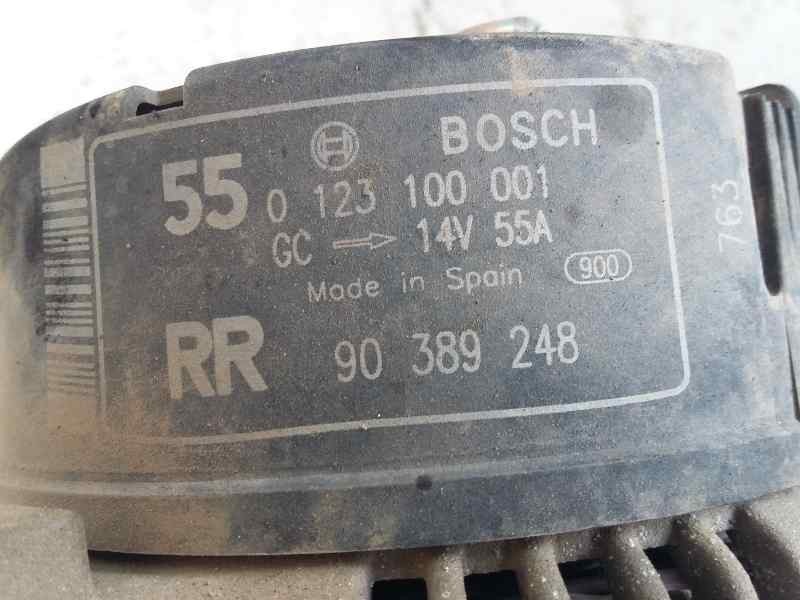 BOSCH
55 0 123 100 001
GC → 14V 55A
Made in Spain 900
RR 90 389 248
763